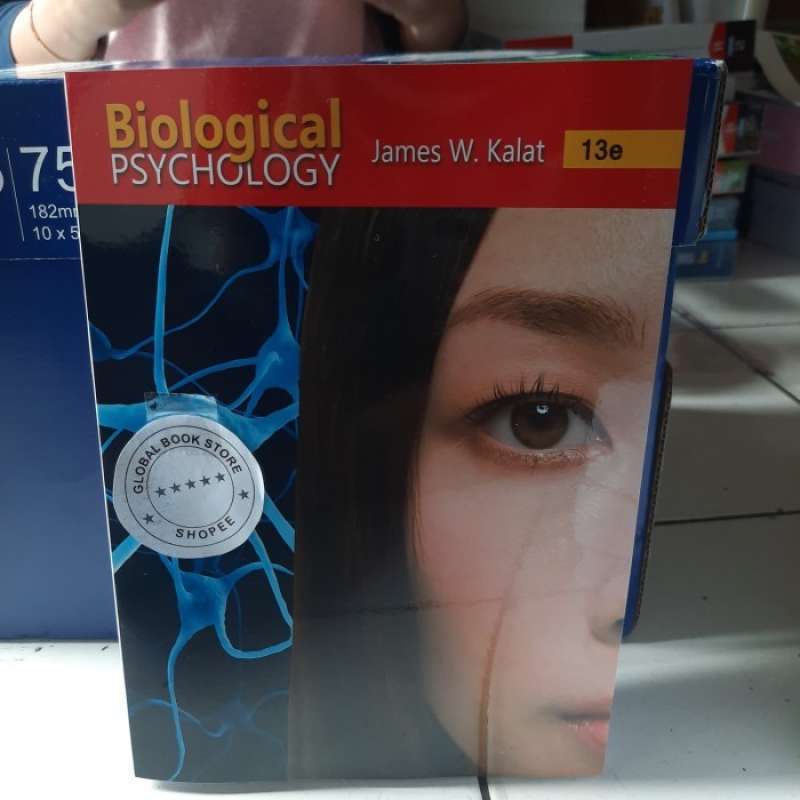 Biological
PSYCHOLOGY
James W. Kalat
13e
75
182mm
10 x 5
GLOBAL BOOK STORE
SHOPEE